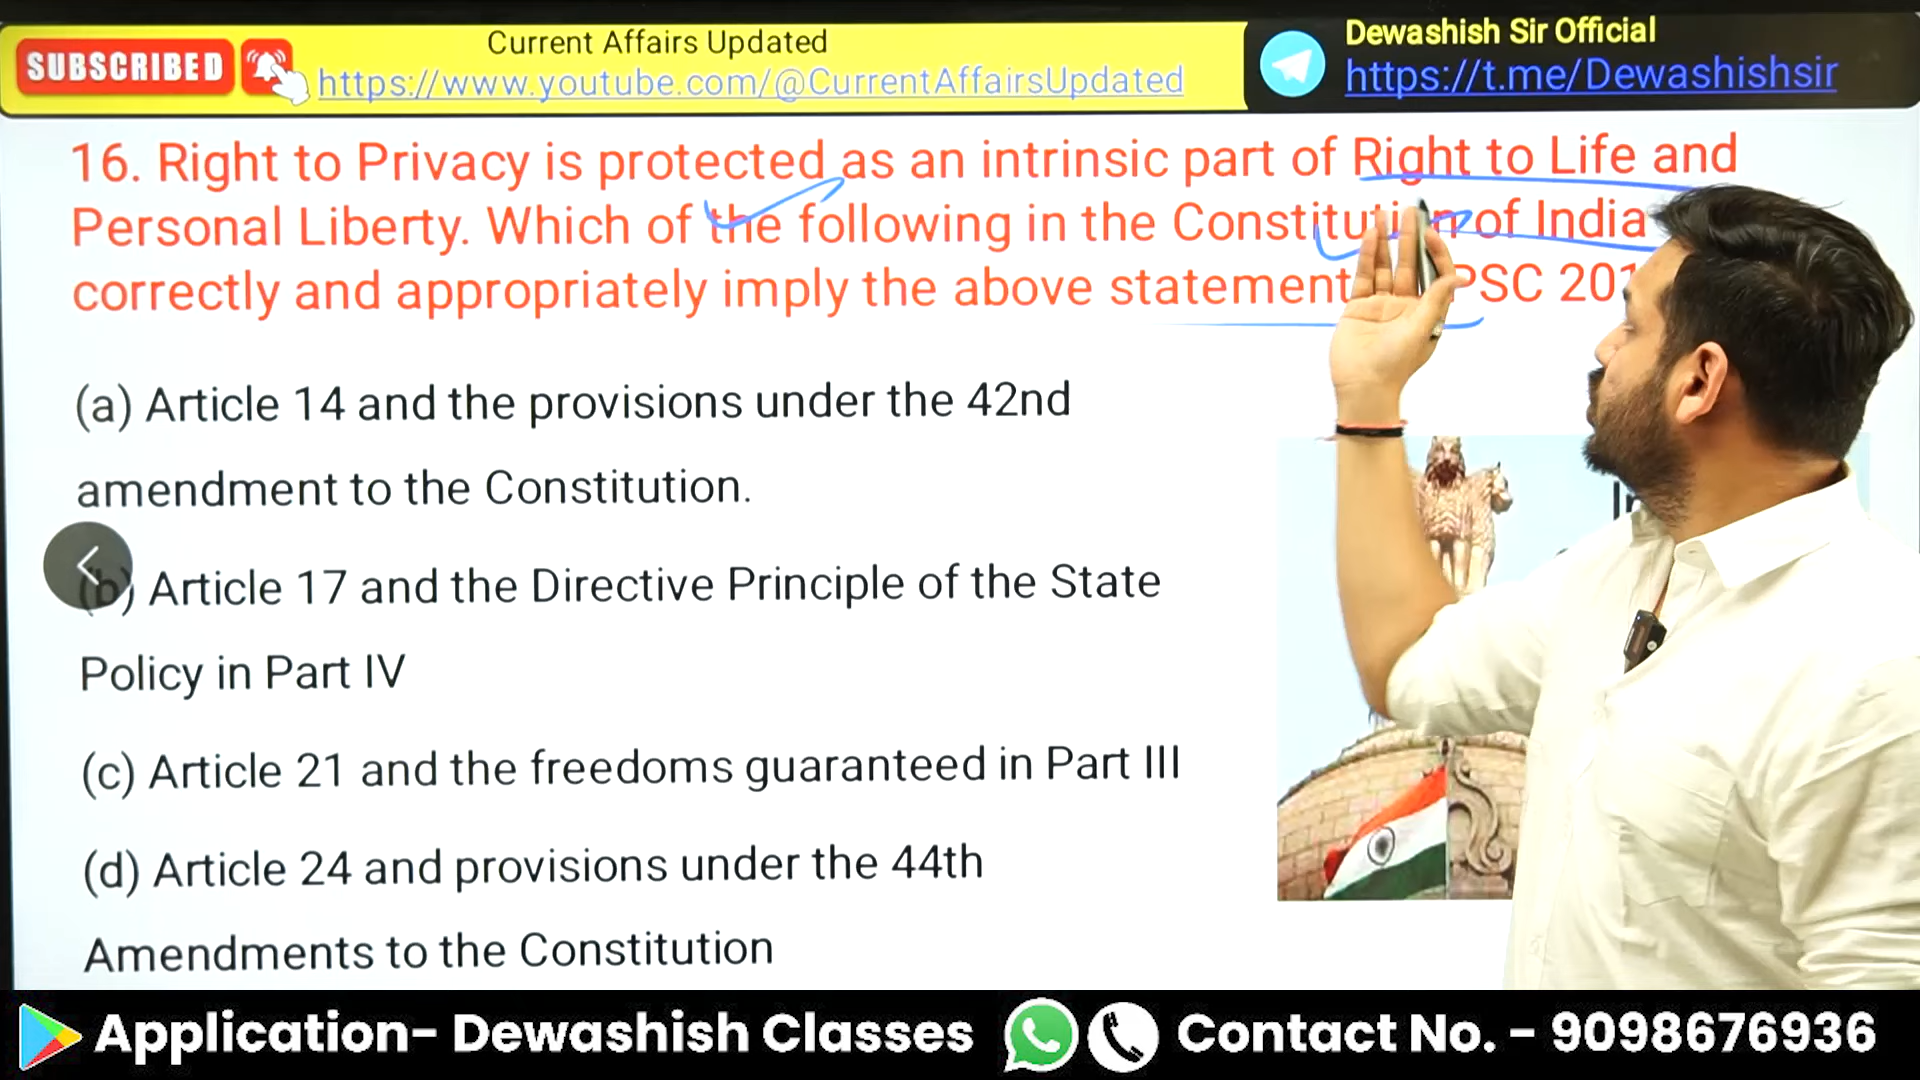 SUBSCRIBED
Current Affairs Updated
https://www.youtube.com/@CurrentAffairsUpdated
Dewashish Sir Official
https://t.me/Dewashishsir
16. Right to Privacy is protected as an intrinsic part of Right to Life and
Personal Liberty. Which of the following in the Constitution of India
correctly and appropriately imply the above statement PSC 201
(a) Article 14 and the provisions under the 42nd
amendment to the Constitution.
(b) Article 17 and the Directive Principle of the State
Policy in Part IV
(c) Article 21 and the freedoms guaranteed in Part III
(d) Article 24 and provisions under the 44th
Amendments to the Constitution
Application- Dewashish Classes
Contact No. - 9098676936